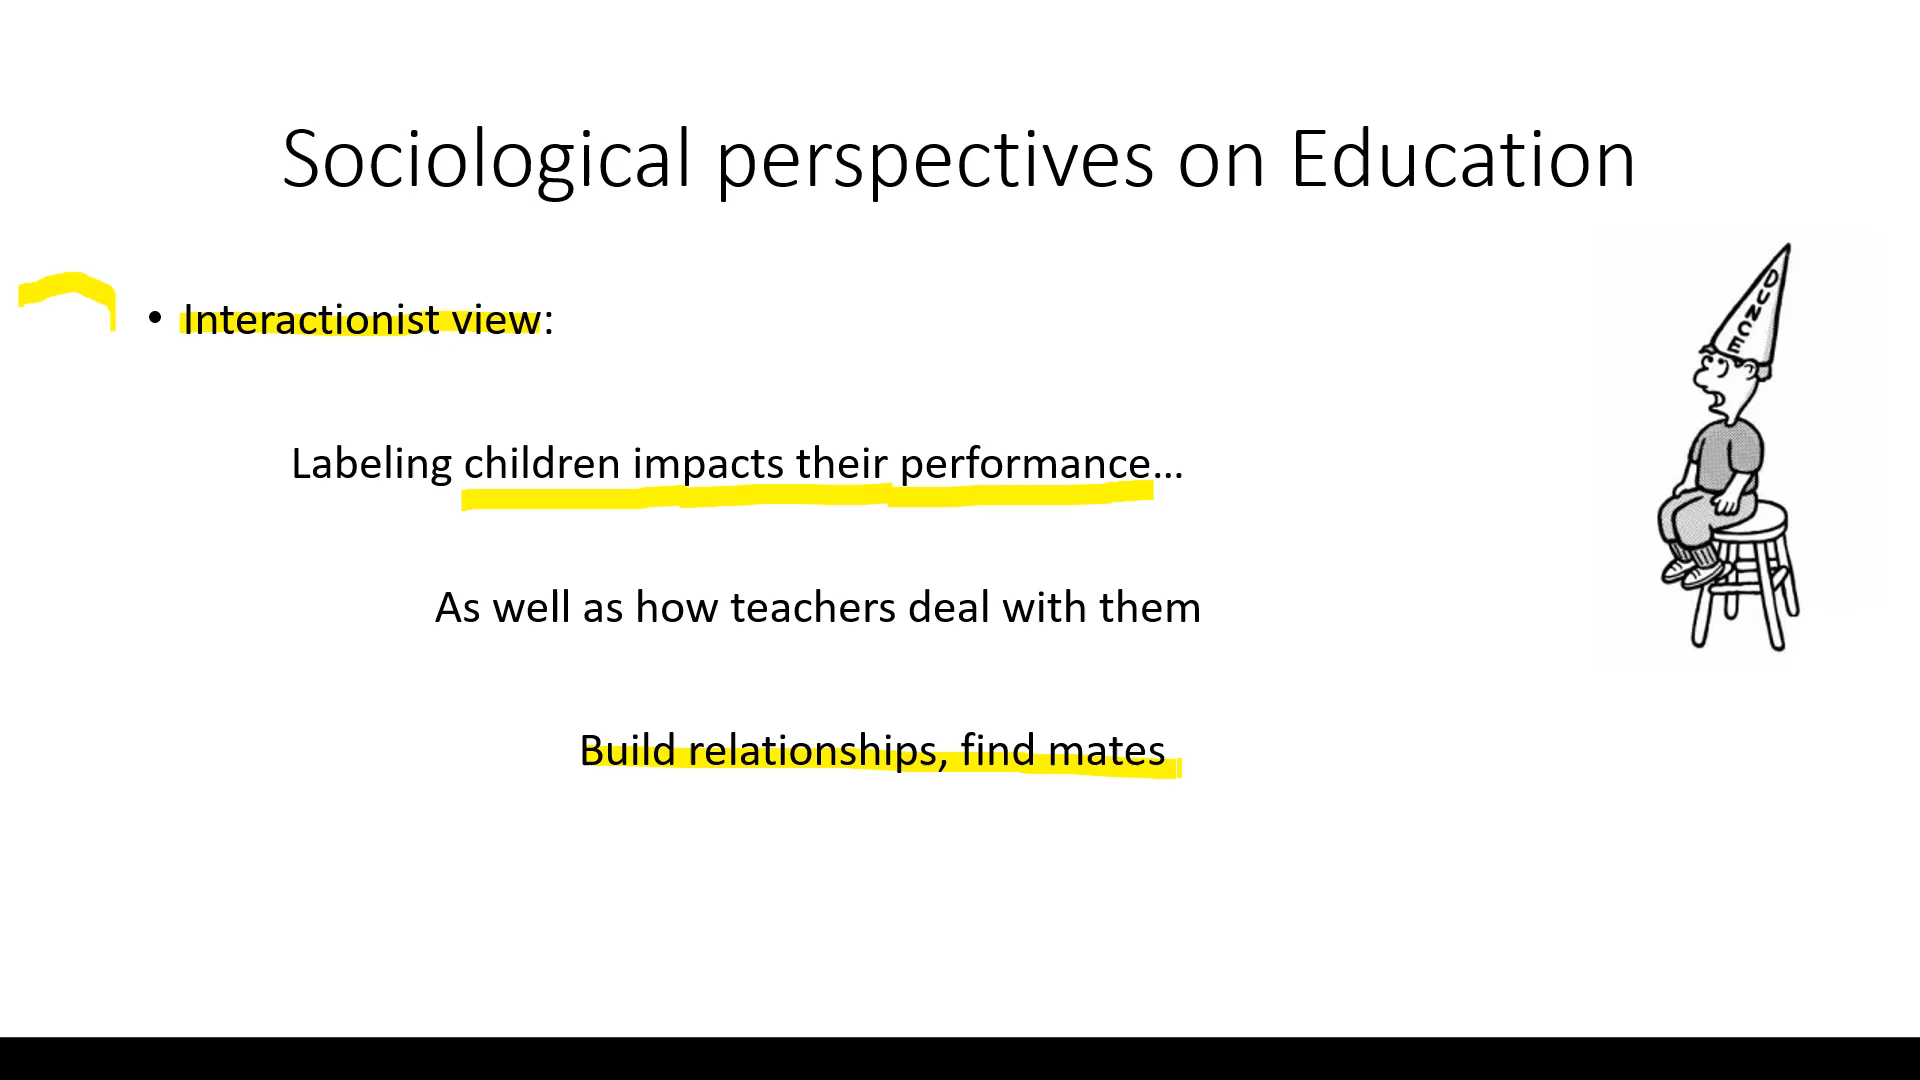 Sociological perspectives on Education
• Interactionist view:
Labeling children impacts their performance…
As well as how teachers deal with them
Build relationships, find mates
DUNCE